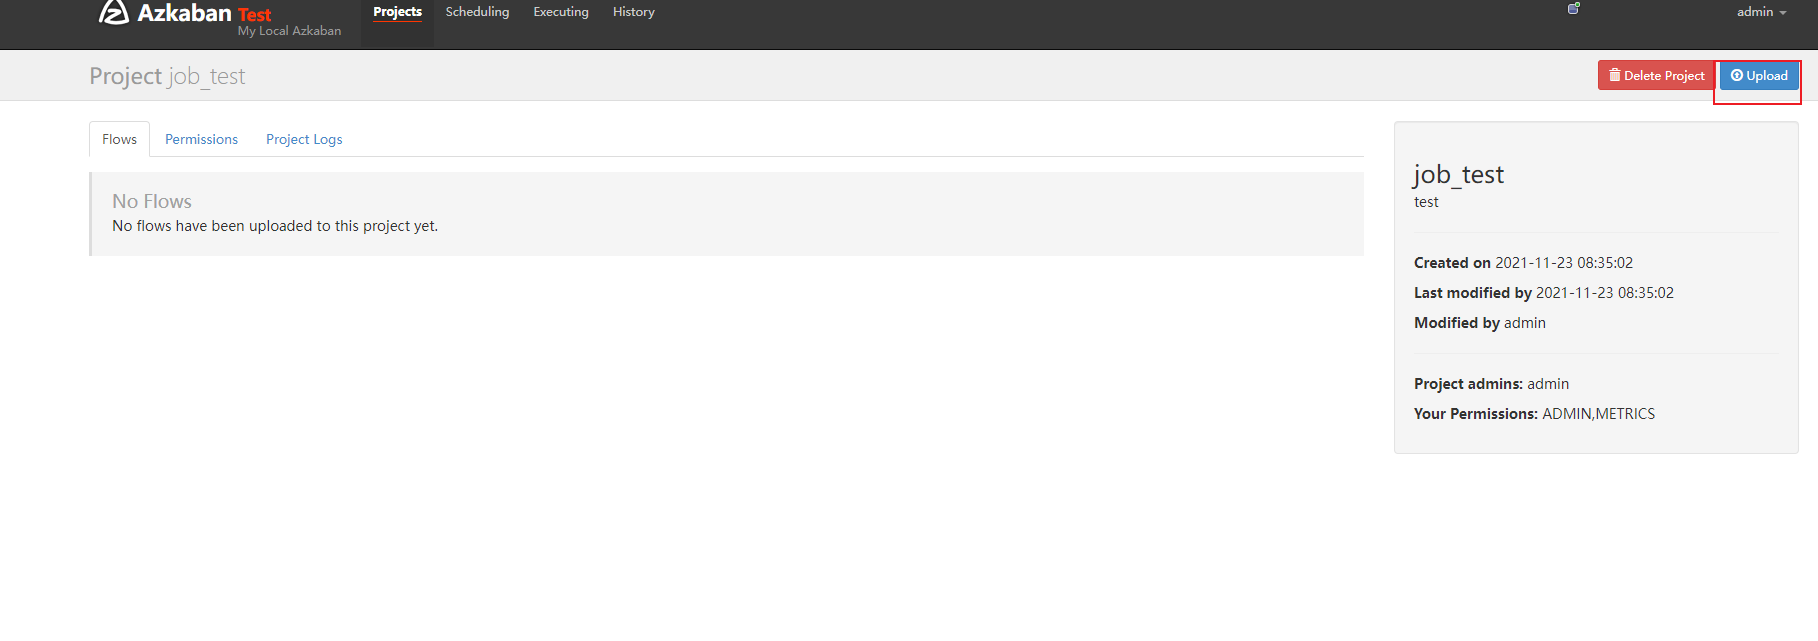 Azkaban Test
My Local Azkaban
Projects
Scheduling
Executing
History
admin
Project job_test
Delete Project
Upload
Flows
Permissions
Project Logs
No Flows
No flows have been uploaded to this project yet.
job_test
test
Created on 2021-11-23 08:35:02
Last modified by 2021-11-23 08:35:02
Modified by admin
Project admins: admin
Your Permissions: ADMIN,METRICS